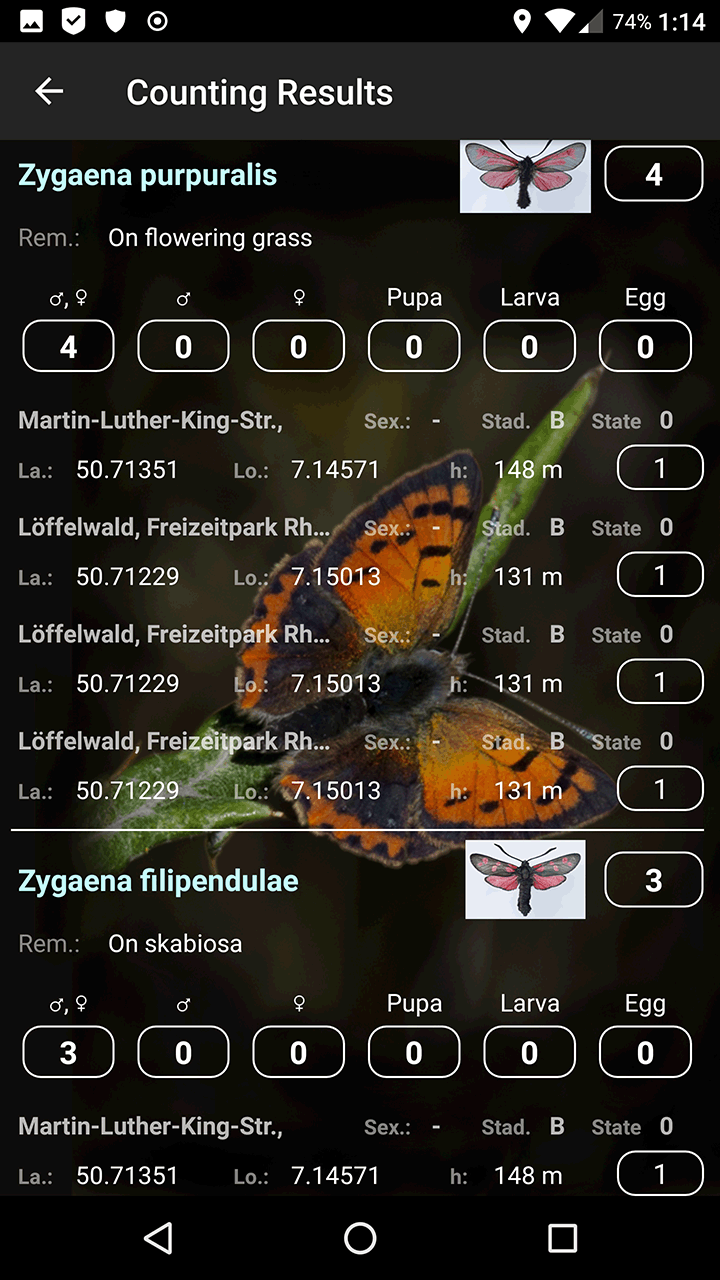 74% 1:14
Counting Results
Zygaena purpuralis 4
Rem.: On flowering grass
♂, ♀ ♂ ♀ Pupa Larva Egg
4 0 0 0 0 0
Martin-Luther-King-Str., Sex.: - Stad. B State 0
La.: 50.71351 Lo.: 7.14571 h: 148 m 1
Löffelwald, Freizeitpark Rh... Sex.: - Stad. B State 0
La.: 50.71229 Lo.: 7.15013 h: 131 m 1
Löffelwald, Freizeitpark Rh... Sex.: - Stad. B State 0
La.: 50.71229 Lo.: 7.15013 h: 131 m 1
Löffelwald, Freizeitpark Rh... Sex.: - Stad. B State 0
La.: 50.71229 Lo.: 7.15013 h: 131 m 1
Zygaena filipendulae 3
Rem.: On skabiosa
♂, ♀ ♂ ♀ Pupa Larva Egg
3 0 0 0 0 0
Martin-Luther-King-Str., Sex.: - Stad. B State 0
La.: 50.71351 Lo.: 7.14571 h: 148 m 1